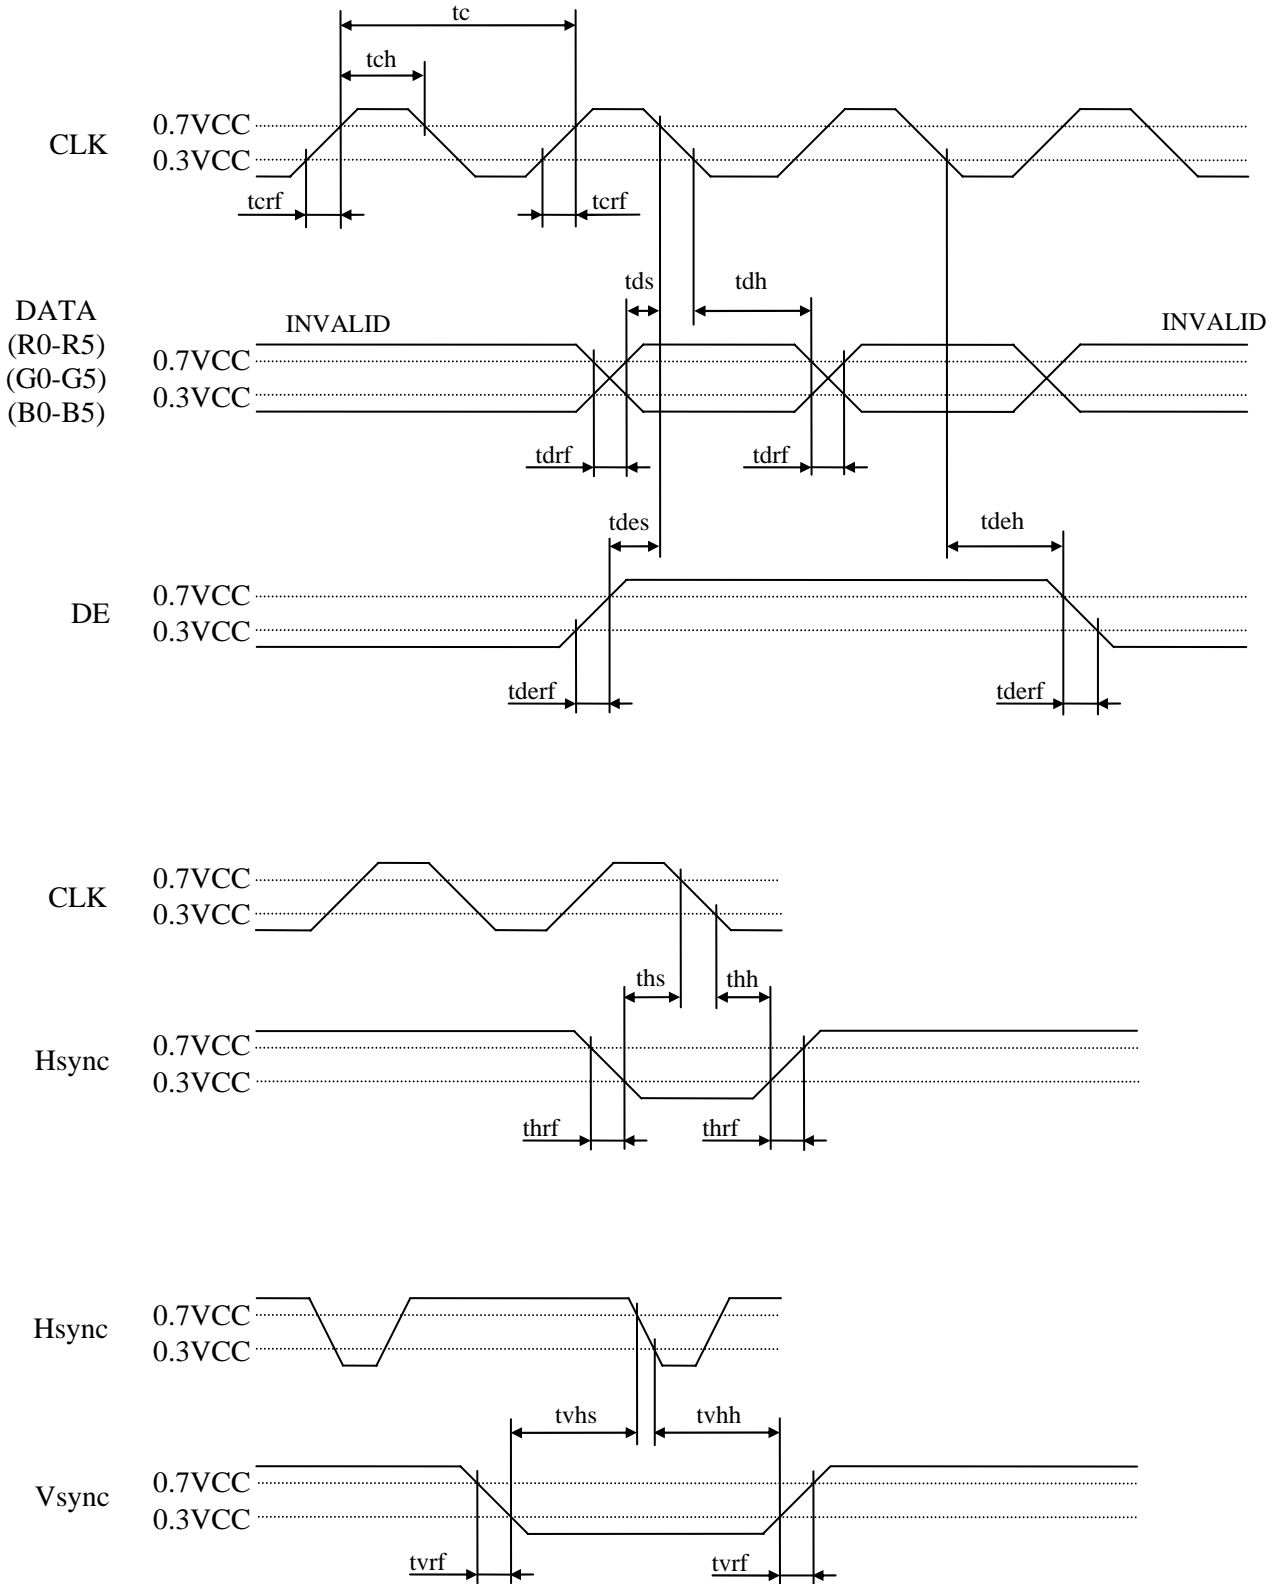 tc
tch
CLK
0.7VCC
0.3VCC
tcrf
tcrf
tds
tdh
DATA
(R0-R5)
(G0-G5)
(B0-B5)
INVALID
INVALID
0.7VCC
0.3VCC
tdrf
tdrf
tdes
tdeh
DE
0.7VCC
0.3VCC
tderf
tderf
CLK
0.7VCC
0.3VCC
ths
thh
Hsync
0.7VCC
0.3VCC
thrf
thrf
Hsync
0.7VCC
0.3VCC
tvhs
tvhh
Vsync
0.7VCC
0.3VCC
tvrf
tvrf